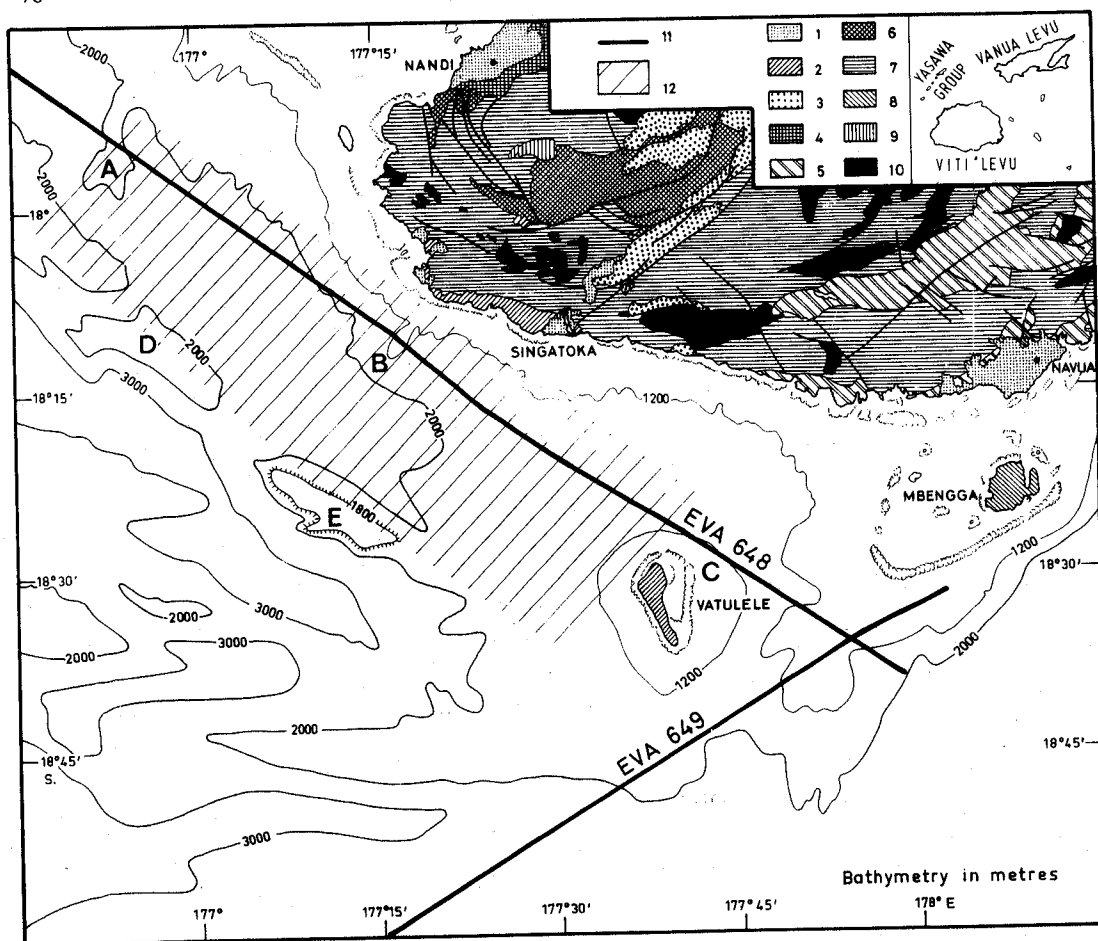 177°
177°15'
NANDI
11
12
1
2
3
4
5
6
7
8
9
10
YASAWA
GROUP
VANUA LEVU
VITI LEVU
2000
A
2000
18°
D
2000
3000
B
SINGATOKA
NAVUA
18°15'
2000
1200
E
1800
MBENGGA
1200
EVA 648
C
VATULELE
18°30'
18°30'
3000
2000
2000
3000
1200
2000
2000
EVA 649
18°45'
S.
18°45'
3000
Bathymetry in metres
177°
177°15'
177°30'
177°45'
178° E